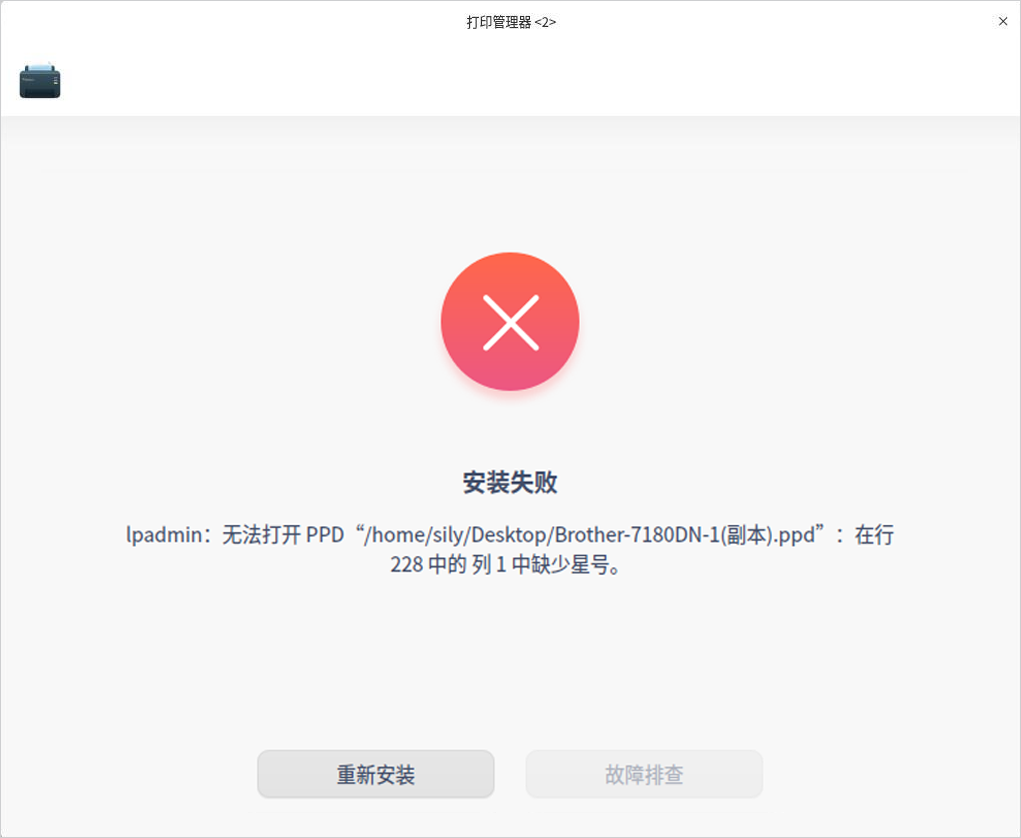 打印管理器 <2>
安装失败
lpadmin：无法打开 PPD“/home/sily/Desktop/Brother-7180DN-1(副本).ppd”：在行
228 中的 列 1 中缺少星号。
重新安装
故障排查